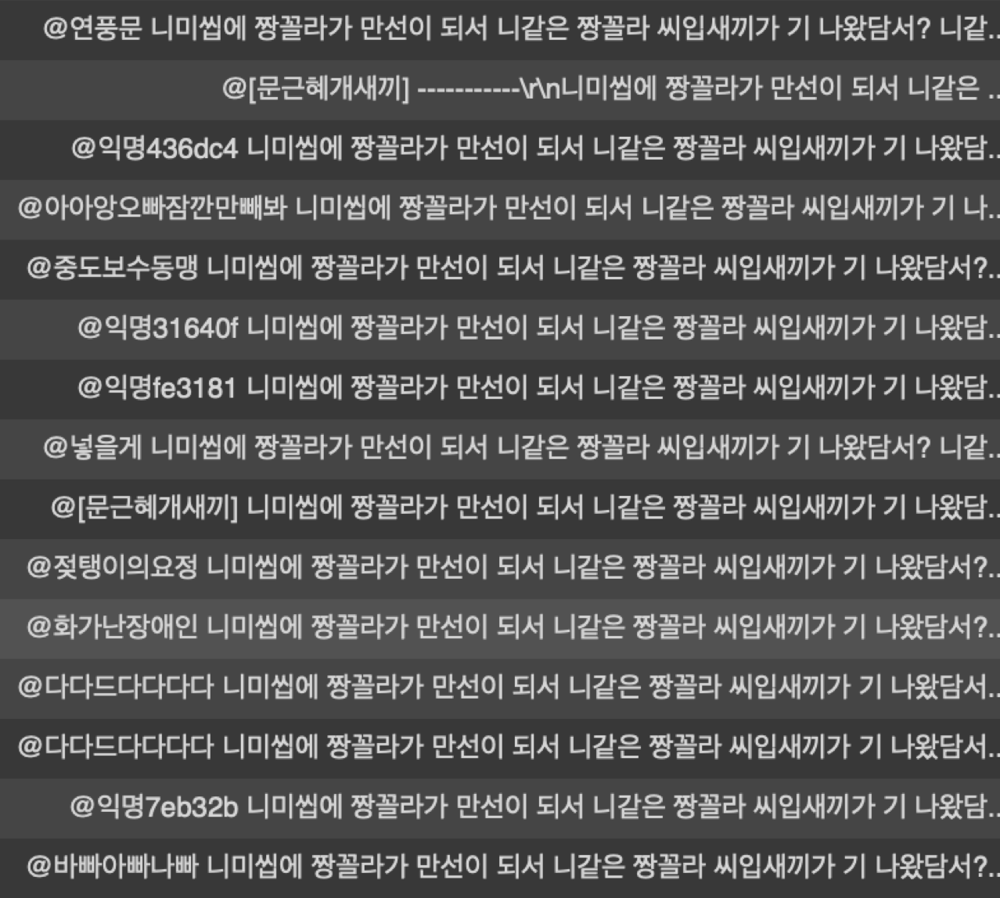 @연풍문 니미씹에 짱꼴라가 만선이 되서 니같은 짱꼴라 씨입새끼가 기 나왔담서? 니같..
@[문근혜개새끼] -----------\r\n니미씹에 짱꼴라가 만선이 되서 니같은 ..
@익명436dc4 니미씹에 짱꼴라가 만선이 되서 니같은 짱꼴라 씨입새끼가 기 나왔담..
@아아앙오빠잠깐만빼봐 니미씹에 짱꼴라가 만선이 되서 니같은 짱꼴라 씨입새끼가 기 나..
@중도보수동맹 니미씹에 짱꼴라가 만선이 되서 니같은 짱꼴라 씨입새끼가 기 나왔담서?..
@익명31640f 니미씹에 짱꼴라가 만선이 되서 니같은 짱꼴라 씨입새끼가 기 나왔담..
@익명fe3181 니미씹에 짱꼴라가 만선이 되서 니같은 짱꼴라 씨입새끼가 기 나왔담..
@넣을게 니미씹에 짱꼴라가 만선이 되서 니같은 짱꼴라 씨입새끼가 기 나왔담서? 니같..
@[문근혜개새끼] 니미씹에 짱꼴라가 만선이 되서 니같은 짱꼴라 씨입새끼가 기 나왔담..
@젖탱이의요정 니미씹에 짱꼴라가 만선이 되서 니같은 짱꼴라 씨입새끼가 기 나왔담서?..
@화가난장애인 니미씹에 짱꼴라가 만선이 되서 니같은 짱꼴라 씨입새끼가 기 나왔담서?..
@다다드다다다다 니미씹에 짱꼴라가 만선이 되서 니같은 짱꼴라 씨입새끼가 기 나왔담서..
@다다드다다다다 니미씹에 짱꼴라가 만선이 되서 니같은 짱꼴라 씨입새끼가 기 나왔담서..
@익명7eb32b 니미씹에 짱꼴라가 만선이 되서 니같은 짱꼴라 씨입새끼가 기 나왔담..
@바빠아빠나빠 니미씹에 짱꼴라가 만선이 되서 니같은 짱꼴라 씨입새끼가 기 나왔담서?..